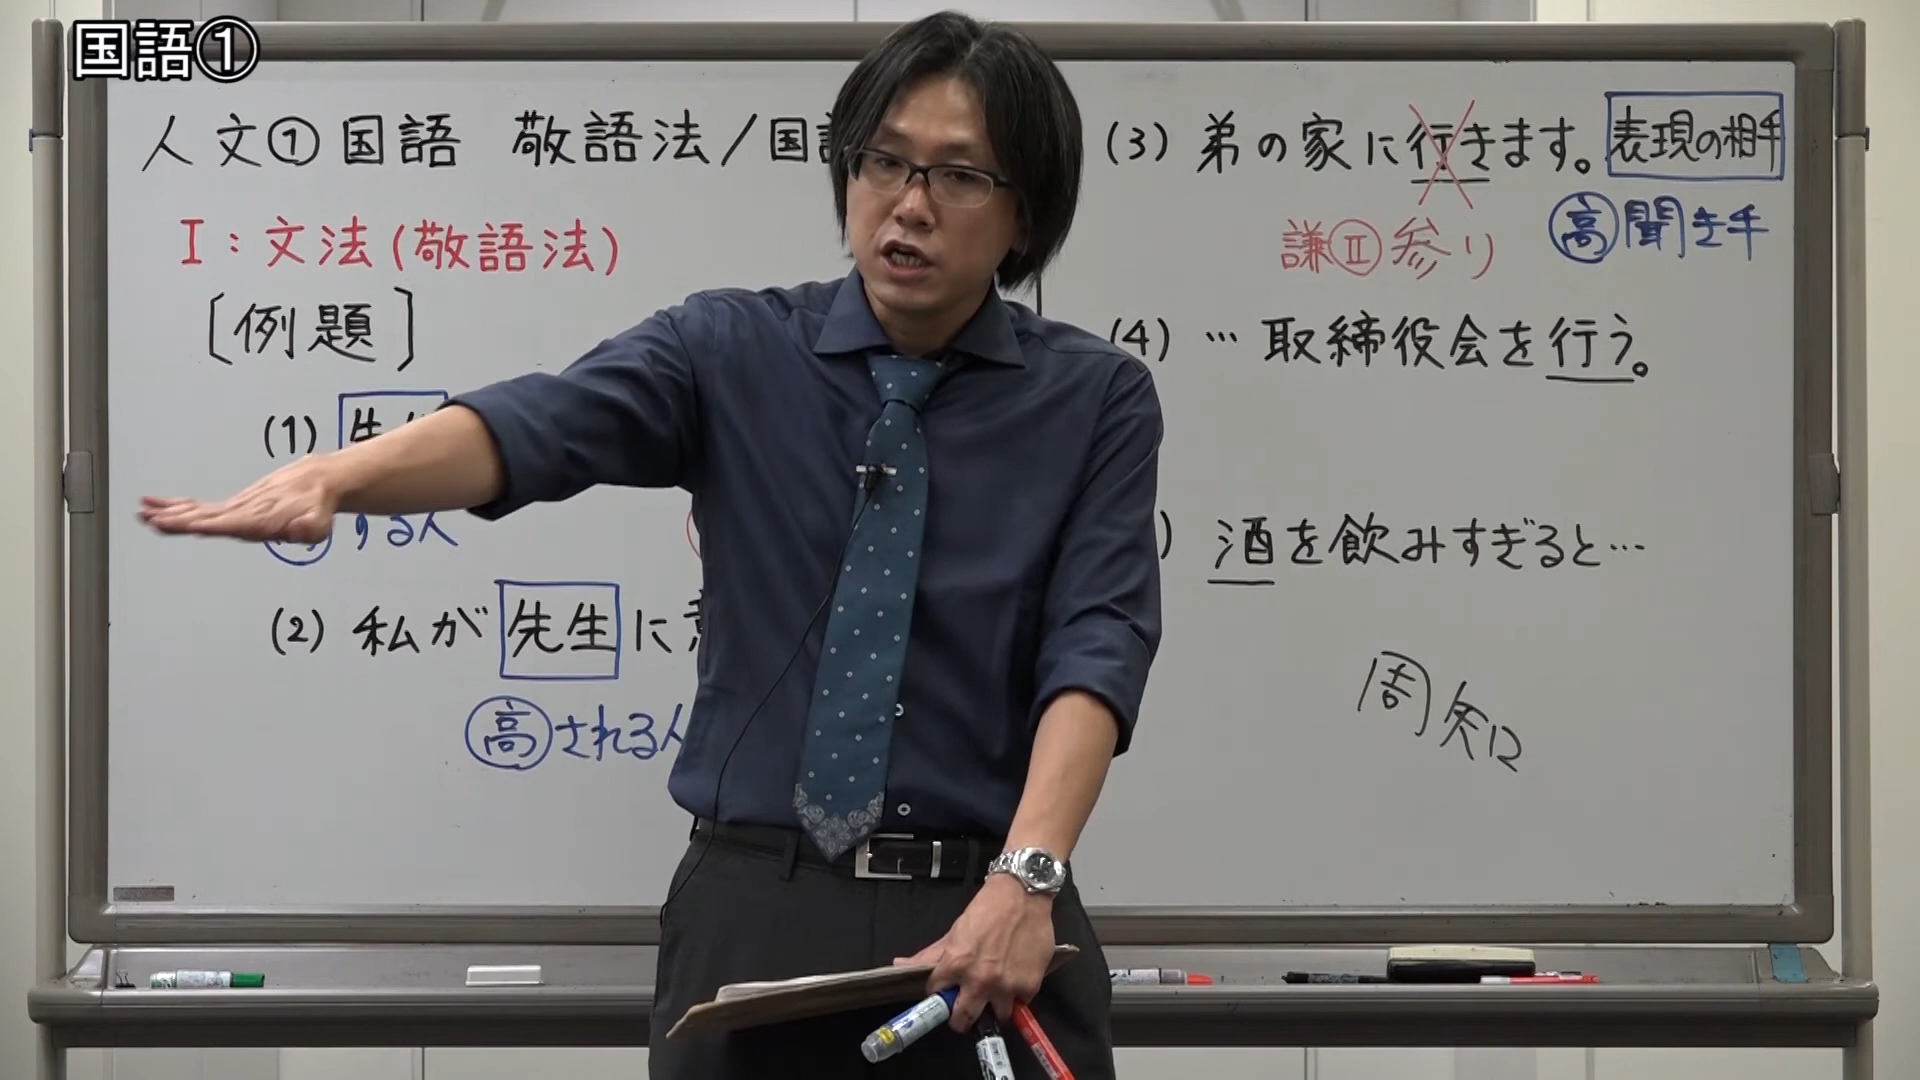 国語①
人文①国語 敬語法/国
I:文法(敬語法)
[例題]
(1)
する人
(2) 私が先生に
高 される人
(3) 弟の家に行きます。 表現の相手
謙Ⅱ 参り 高 聞き手
(4) … 取締役会を行う。
) 酒を飲みすぎると…
周知